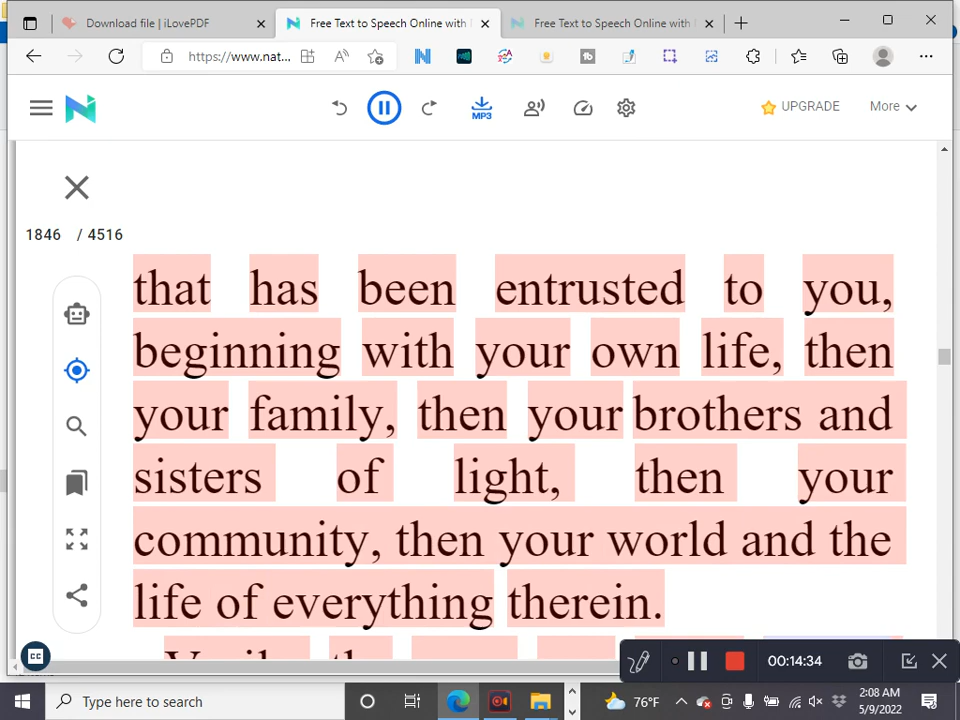 Download file | iLovePDF
Free Text to Speech Online with
Free Text to Speech Online with
https://www.nat...
MP3
UPGRADE
More
1846 / 4516
that has been entrusted to you,
beginning with your own life, then
your family, then your brothers and
sisters of light, then your
community, then your world and the
life of everything therein.
CC
00:14:34
Type here to search
76°F
2:08 AM
5/9/2022